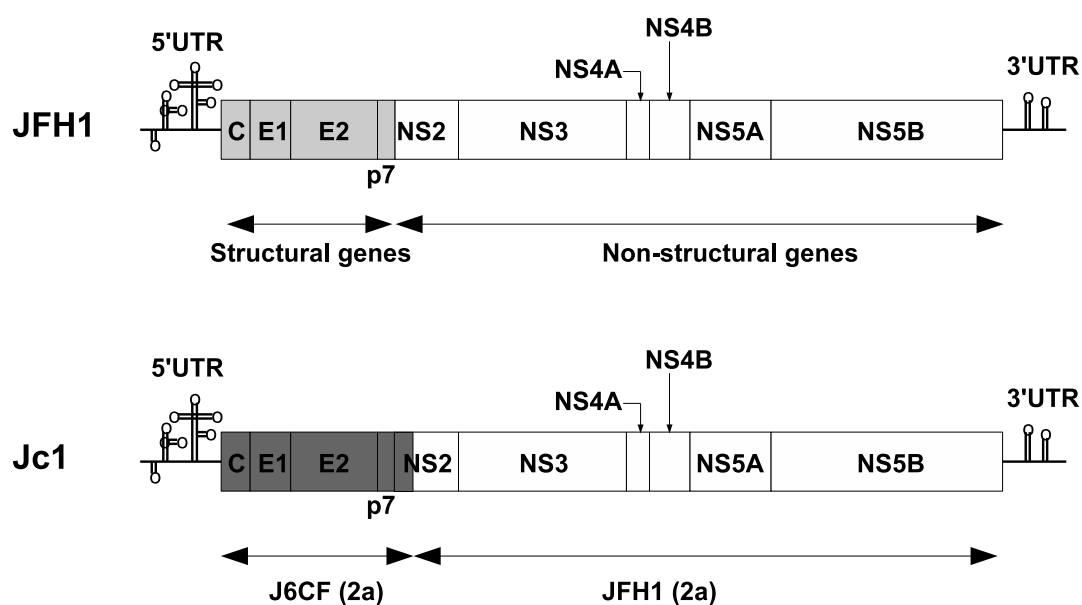 NS4B
5'UTR
NS4A
3'UTR
JFH1
C E1 E2 NS2 NS3 NS5A NS5B
p7
Structural genes Non-structural genes
NS4B
5'UTR
NS4A
3'UTR
Jc1
C E1 E2 NS2 NS3 NS5A NS5B
p7
J6CF (2a) JFH1 (2a)